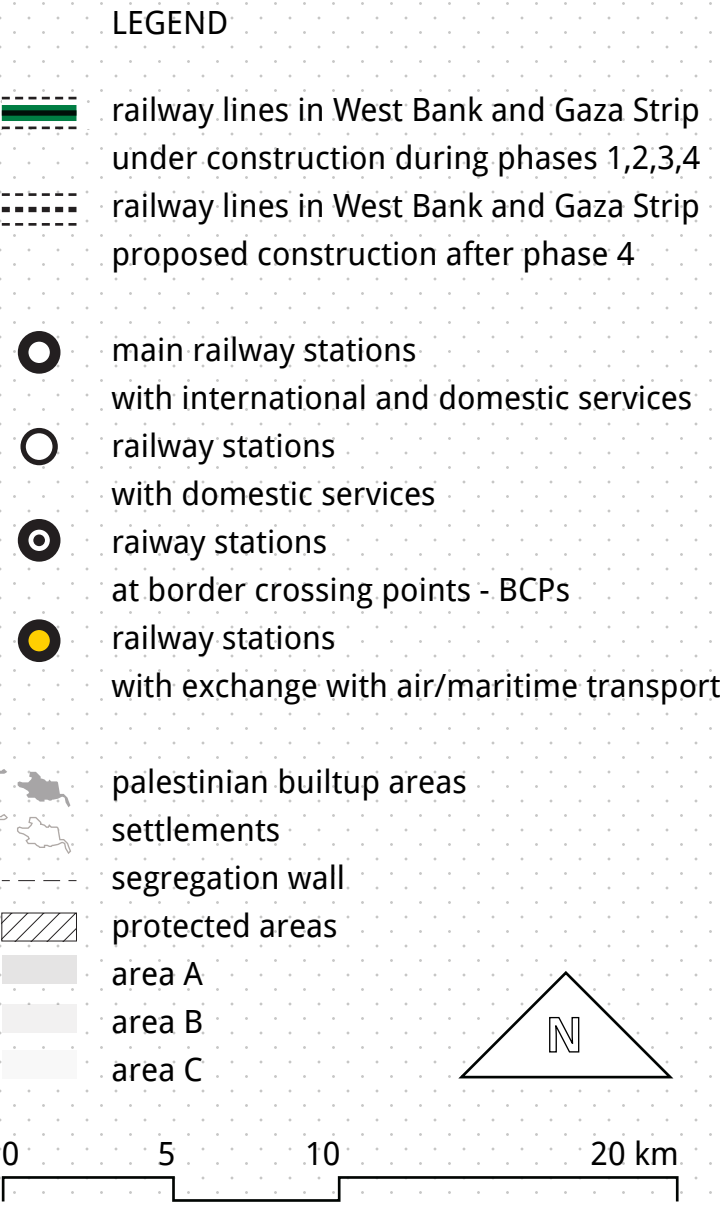 LEGEND
railway lines in West Bank and Gaza Strip
under construction during phases 1,2,3,4
railway lines in West Bank and Gaza Strip
proposed construction after phase 4
main railway stations
with international and domestic services
railway stations
with domestic services
raiway stations
at border crossing points - BCPs
railway stations
with exchange with air/maritime transport
palestinian builtup areas
settlements
segregation wall
protected areas
area A
area B
area C
N
0 5 10 20 km